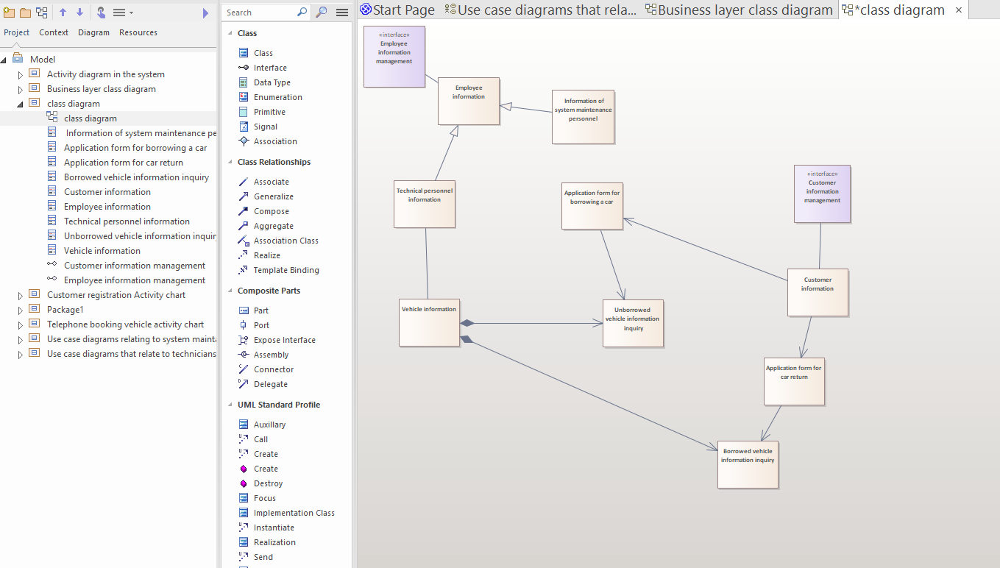 Project
Context
Diagram
Resources
Model
Activity diagram in the system
Business layer class diagram
class diagram
class diagram
Information of system maintenance pe
Application form for borrowing a car
Application form for car return
Borrowed vehicle information inquiry
Customer information
Employee information
Technical personnel information
Unborrowed vehicle information inquir
Vehicle information
Customer information management
Employee information management
Customer registration Activity chart
Package1
Telephone booking vehicle activity chart
Use case diagrams relating to system mainta
Use case diagrams that relate to technicians
Search
Class
Class
Interface
Data Type
Enumeration
Primitive
Signal
Association
Class Relationships
Associate
Generalize
Compose
Aggregate
Association Class
Realize
Template Binding
Composite Parts
Part
Port
Expose Interface
Assembly
Connector
Delegate
UML Standard Profile
Auxillary
Call
Create
Create
Destroy
Focus
Implementation Class
Instantiate
Realization
Send
Start Page
Use case diagrams that rela...
Business layer class diagram
*class diagram
«interface»
Employee
information
management
Employee
information
Information of
system maintenance
personnel
Technical personnel
information
Application form for
borrowing a car
«interface»
Customer
information
management
Customer
information
Vehicle information
Unborrowed
vehicle information
inquiry
Application form for
car return
Borrowed vehicle
information inquiry